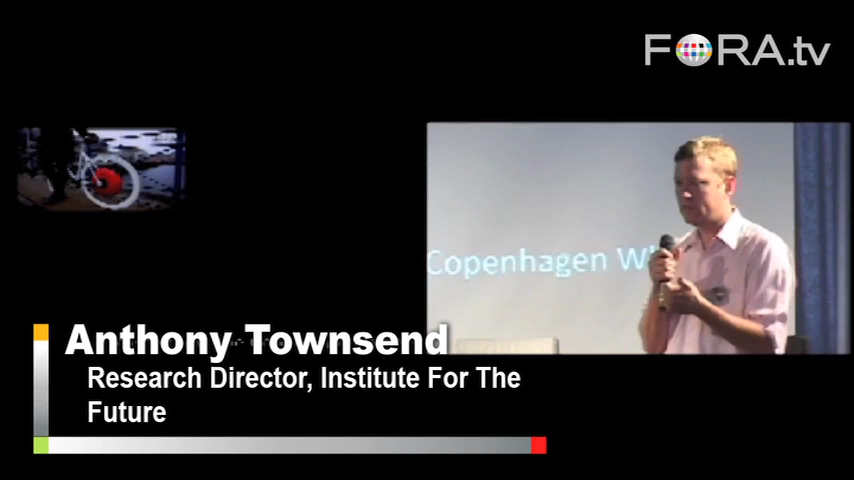 FORA.tv
Copenhagen Wh
Anthony Townsend
Research Director, Institute For The
Future